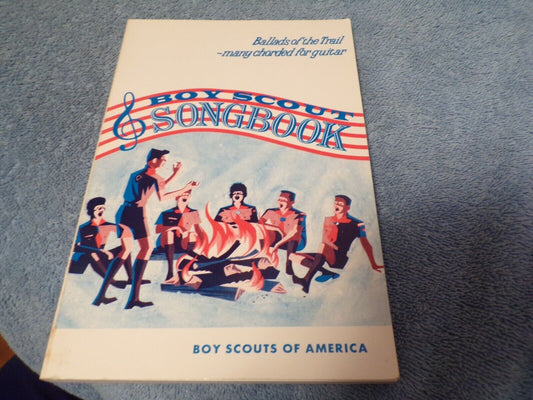 Ballads of the Trail
-many chorded for guitar
BOY SCOUT
SONGBOOK
BOY SCOUTS OF AMERICA